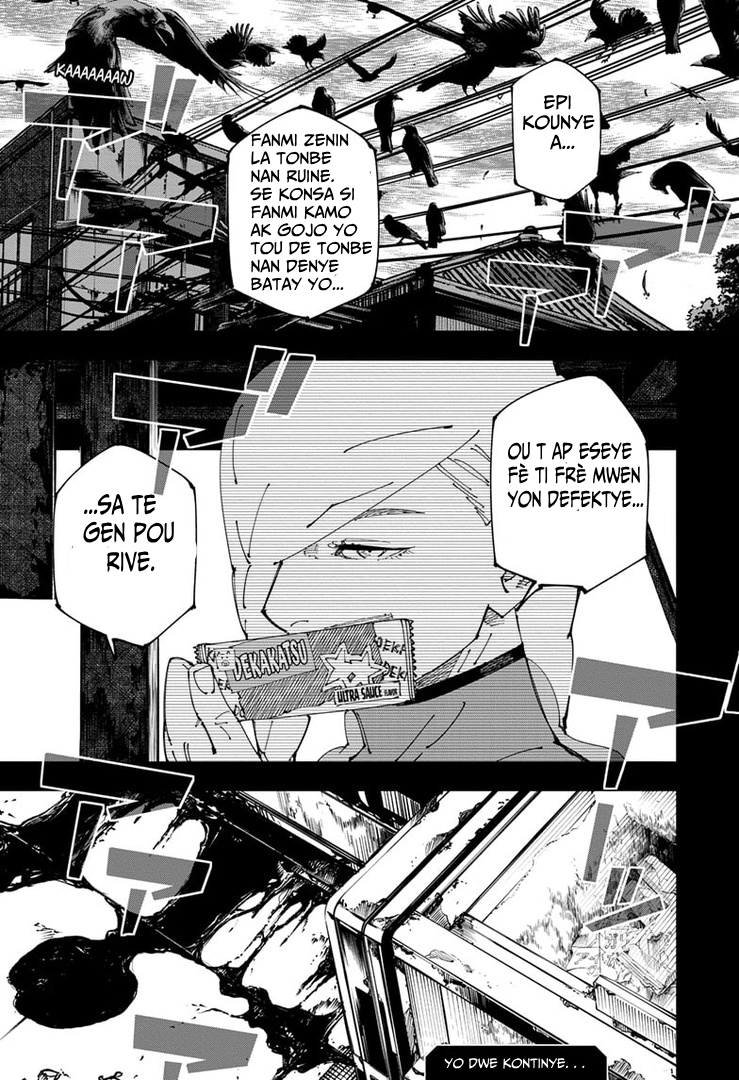 EPI
KOUNYE
A...
KAAAAAAAW
FANMI ZENIN
LA TONBE
NAN RUINE.
SE KONSA SI
FANMI KAMO
AK GOJO YO
TOU DE TONBE
NAN DENYE
BATAY YO...
OU T AP ESEYE
FÈ TI FRÈ MWEN
YON DEFEKTYE...
...SA TE
GEN POU
RIVE.
DEKAKATSU
ULTRA SAUCE FLAVOR
YO DWE KONTINYE...